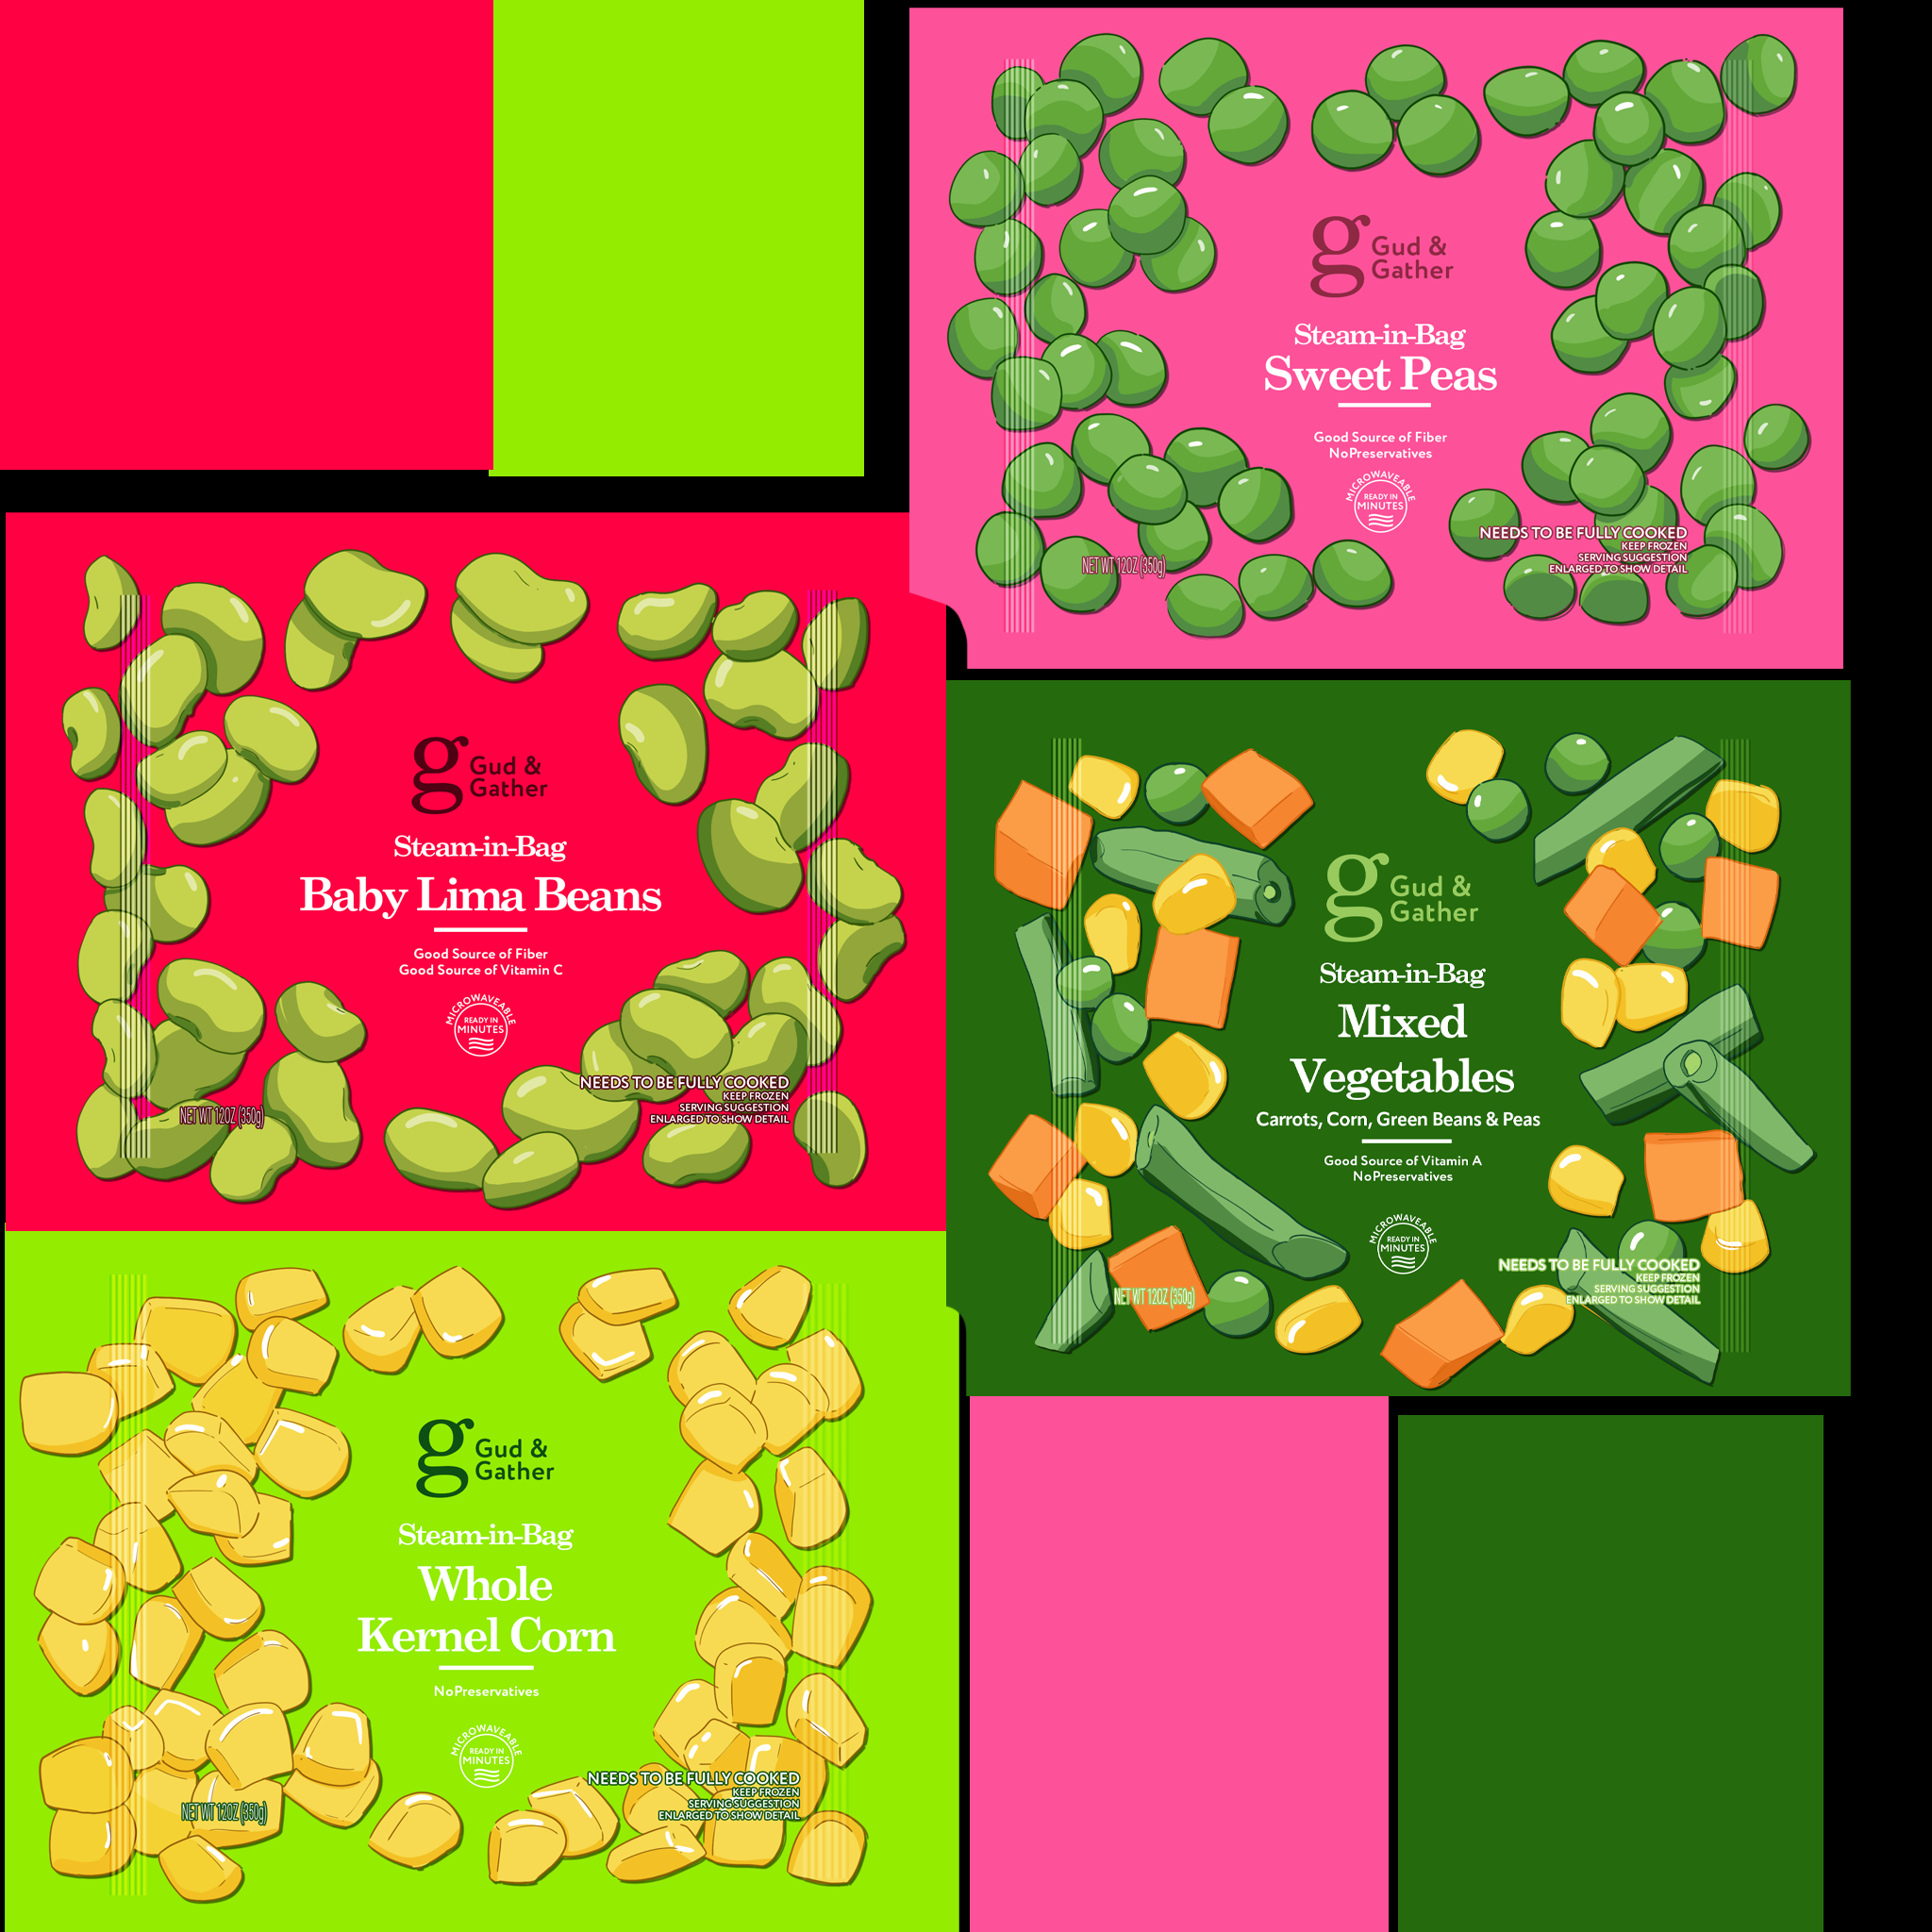 g Gud &
Gather
Steam-in-Bag
Sweet Peas
Good Source of Fiber
NoPreservatives
MICROWAVEABLE
READY IN
MINUTES
NEEDS TO BE FULLY COOKED
KEEP FROZEN
SERVING SUGGESTION
ENLARGED TO SHOW DETAIL
NET WT 12OZ (350g)
g Gud &
Gather
Steam-in-Bag
Baby Lima Beans
Good Source of Fiber
Good Source of Vitamin C
MICROWAVEABLE
READY IN
MINUTES
NEEDS TO BE FULLY COOKED
KEEP FROZEN
SERVING SUGGESTION
ENLARGED TO SHOW DETAIL
NET WT 12OZ (350g)
g Gud &
Gather
Steam-in-Bag
Mixed
Vegetables
Carrots, Corn, Green Beans & Peas
Good Source of Vitamin A
NoPreservatives
MICROWAVEABLE
READY IN
MINUTES
NEEDS TO BE FULLY COOKED
KEEP FROZEN
SERVING SUGGESTION
ENLARGED TO SHOW DETAIL
NET WT 12OZ (350g)
g Gud &
Gather
Steam-in-Bag
Whole
Kernel Corn
NoPreservatives
MICROWAVEABLE
READY IN
MINUTES
NEEDS TO BE FULLY COOKED
KEEP FROZEN
SERVING SUGGESTION
ENLARGED TO SHOW DETAIL
NET WT 12OZ (350g)